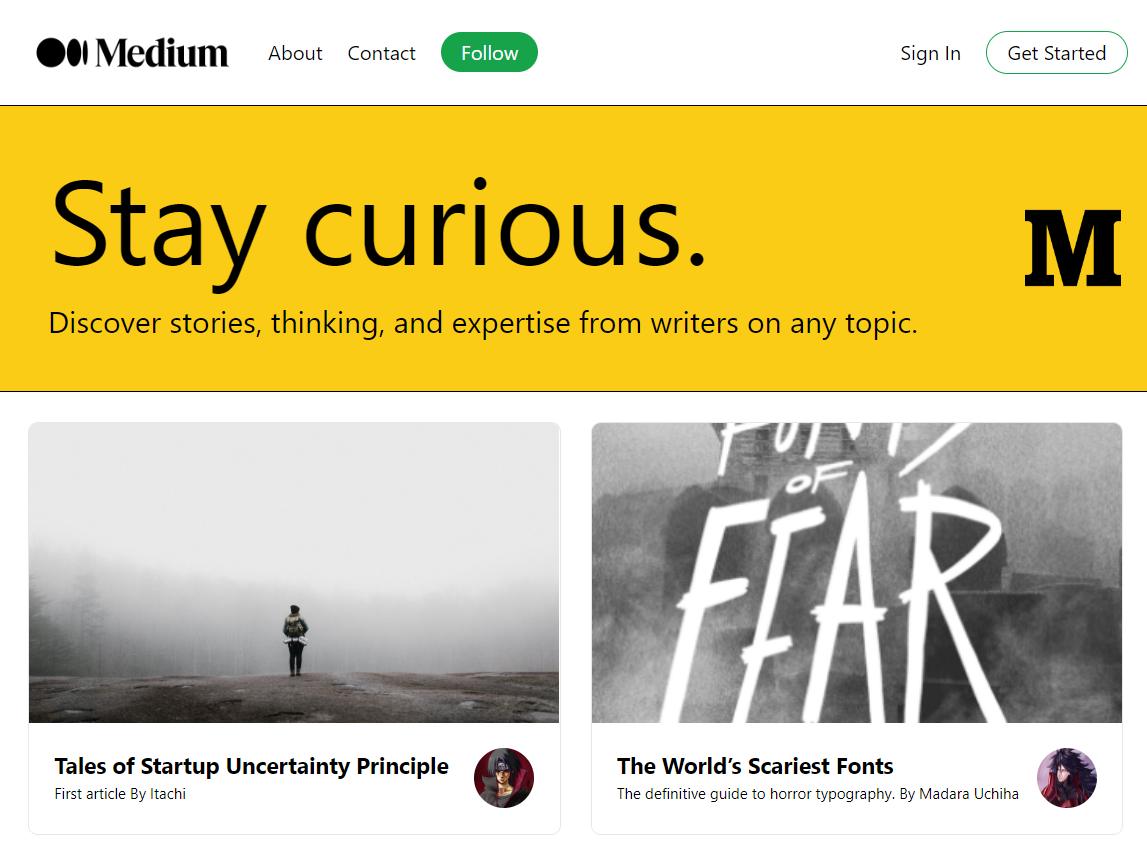 Medium About Contact Follow Sign In Get Started
Stay curious.
M
Discover stories, thinking, and expertise from writers on any topic.
FONTS
OF
FEAR
Tales of Startup Uncertainty Principle
First article By Itachi
The World’s Scariest Fonts
The definitive guide to horror typography. By Madara Uchiha